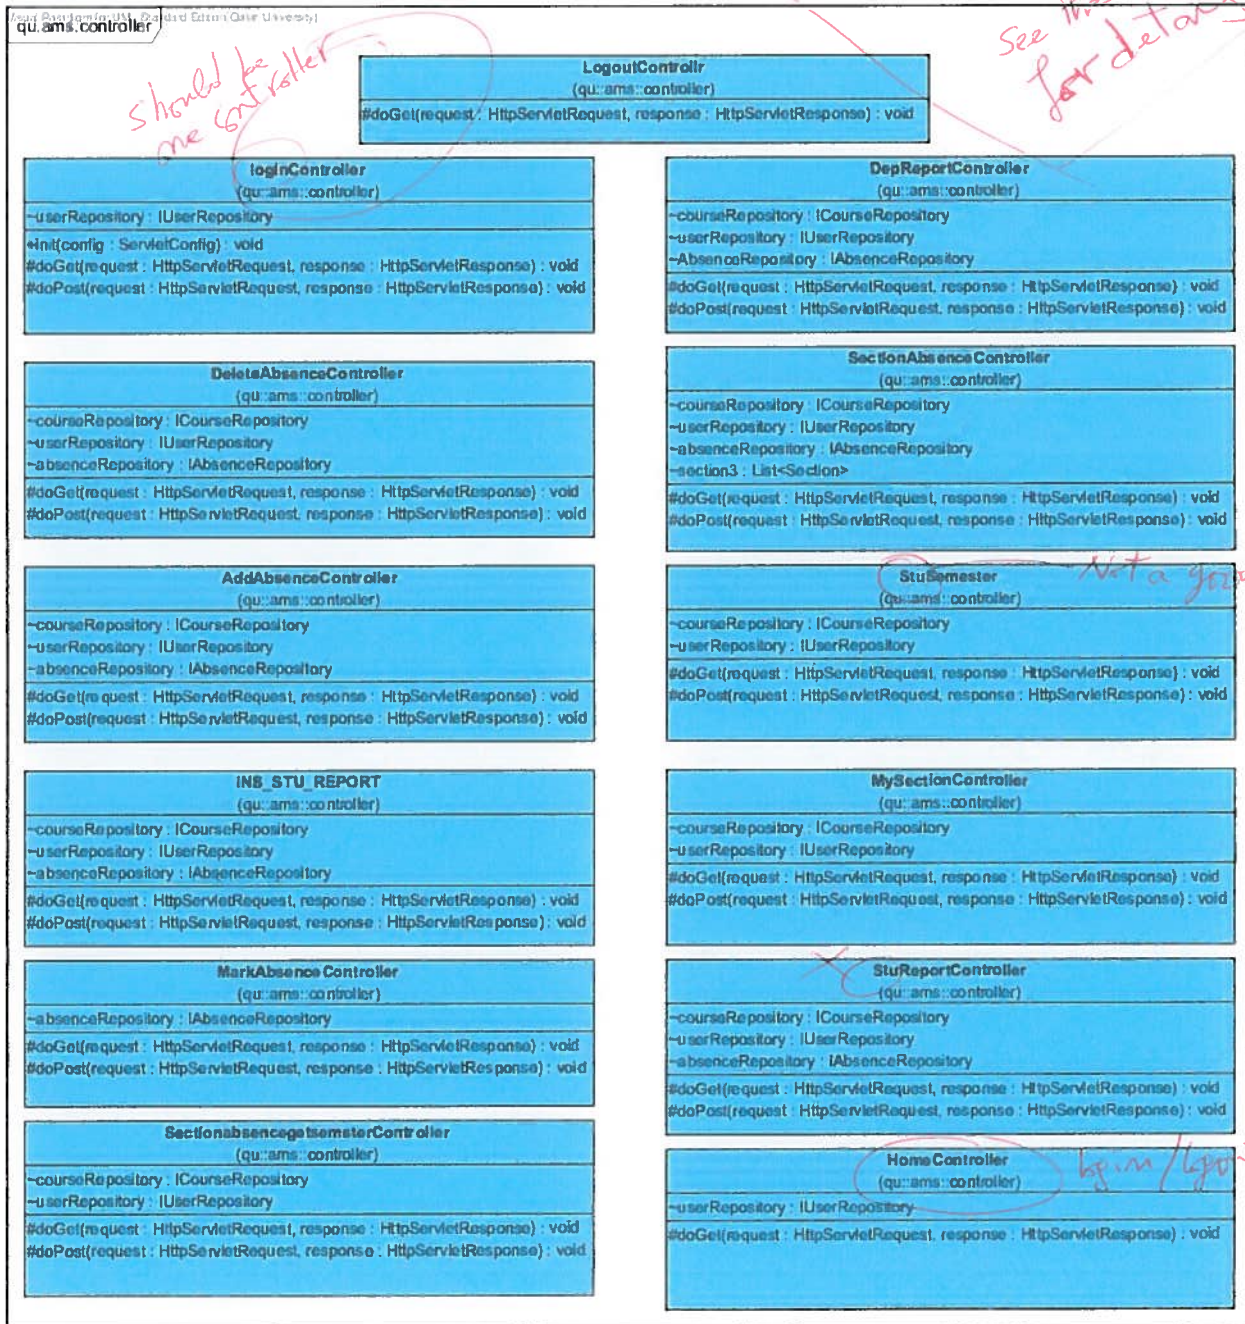 qu.ams.controller
See this
for details
should be
one controller
LogoutControllr
(qu::ams::controller)
#doGet(request : HttpServletRequest, response : HttpServletResponse) : void
loginController
(qu::ams::controller)
~userRepository : IUserRepository
+init(config : ServletConfig) : void
#doGet(request : HttpServletRequest, response : HttpServletResponse) : void
#doPost(request : HttpServletRequest, response : HttpServletResponse) : void
DepReportController
(qu::ams::controller)
~courseRepository : ICourseRepository
~userRepository : IUserRepository
~AbsenceRepository : IAbsenceRepository
#doGet(request : HttpServletRequest, response : HttpServletResponse) : void
#doPost(request : HttpServletRequest, response : HttpServletResponse) : void
DeleteAbsenceController
(qu::ams::controller)
~courseRepository : ICourseRepository
~userRepository : IUserRepository
~absenceRepository : IAbsenceRepository
#doGet(request : HttpServletRequest, response : HttpServletResponse) : void
#doPost(request : HttpServletRequest, response : HttpServletResponse) : void
SectionAbsenceController
(qu::ams::controller)
~courseRepository : ICourseRepository
~userRepository : IUserRepository
~absenceRepository : IAbsenceRepository
~section3 : List<Section>
#doGet(request : HttpServletRequest, response : HttpServletResponse) : void
#doPost(request : HttpServletRequest, response : HttpServletResponse) : void
AddAbsenceController
(qu::ams::controller)
~courseRepository : ICourseRepository
~userRepository : IUserRepository
~absenceRepository : IAbsenceRepository
#doGet(request : HttpServletRequest, response : HttpServletResponse) : void
#doPost(request : HttpServletRequest, response : HttpServletResponse) : void
StuSemester
Not a
(qu::ams::controller)
~courseRepository : ICourseRepository
~userRepository : IUserRepository
#doGet(request : HttpServletRequest, response : HttpServletResponse) : void
#doPost(request : HttpServletRequest, response : HttpServletResponse) : void
INS_STU_REPORT
(qu::ams::controller)
~courseRepository : ICourseRepository
~userRepository : IUserRepository
~absenceRepository : IAbsenceRepository
#doGet(request : HttpServletRequest, response : HttpServletResponse) : void
#doPost(request : HttpServletRequest, response : HttpServletResponse) : void
MySectionController
(qu::ams::controller)
~courseRepository : ICourseRepository
~userRepository : IUserRepository
#doGet(request : HttpServletRequest, response : HttpServletResponse) : void
#doPost(request : HttpServletRequest, response : HttpServletResponse) : void
MarkAbsenceController
(qu::ams::controller)
~absenceRepository : IAbsenceRepository
#doGet(request : HttpServletRequest, response : HttpServletResponse) : void
#doPost(request : HttpServletRequest, response : HttpServletResponse) : void
StuReportController
(qu::ams::controller)
~courseRepository : ICourseRepository
~userRepository : IUserRepository
~absenceRepository : IAbsenceRepository
#doGet(request : HttpServletRequest, response : HttpServletResponse) : void
#doPost(request : HttpServletRequest, response : HttpServletResponse) : void
SectionabsencegetsemsterController
(qu::ams::controller)
~courseRepository : ICourseRepository
~userRepository : IUserRepository
#doGet(request : HttpServletRequest, response : HttpServletResponse) : void
#doPost(request : HttpServletRequest, response : HttpServletResponse) : void
HomeController
login/
(qu::ams::controller)
~userRepository : IUserRepository
#doGet(request : HttpServletRequest, response : HttpServletResponse) : void